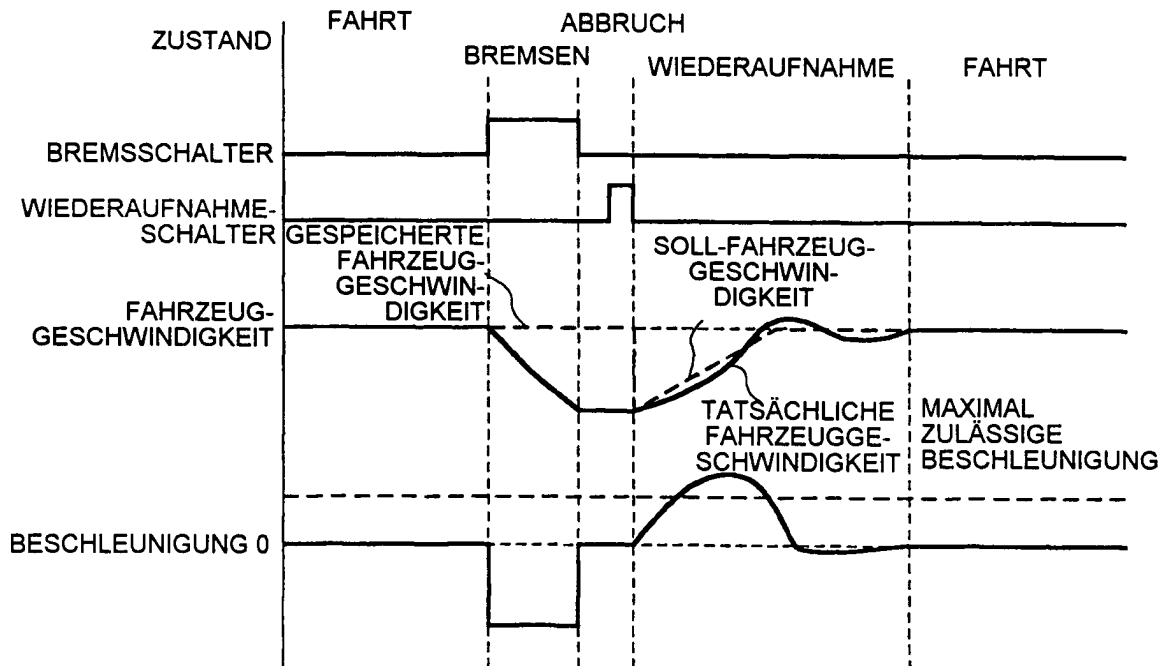 ZUSTAND
FAHRT
BREMSEN
ABBRUCH
WIEDERAUFNAHME
FAHRT
BREMSSCHALTER
WIEDERAUFNAHME-
SCHALTER
GESPEICHERTE
FAHRZEUG-
GESCHWIN-
DIGKEIT
SOLL-FAHRZEUG-
GESCHWIN-
DIGKEIT
FAHRZEUG-
GESCHWINDIGKEIT
TATSÄCHLICHE
FAHRZEUGGE-
SCHWINDIGKEIT
MAXIMAL
ZULÄSSIGE
BESCHLEUNIGUNG
BESCHLEUNIGUNG 0